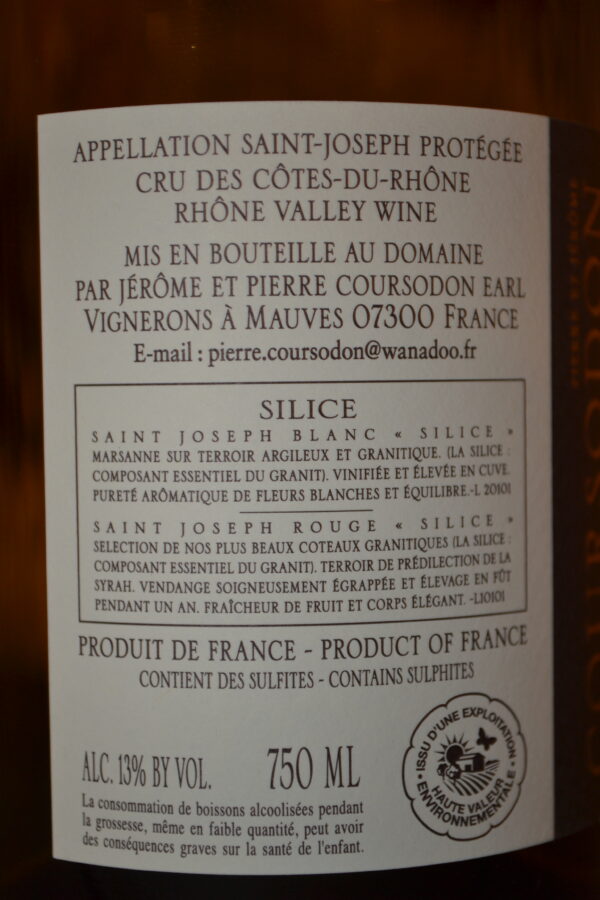 APPELLATION SAINT-JOSEPH PROTÉGÉE
CRU DES CÔTES-DU-RHÔNE
RHÔNE VALLEY WINE
MIS EN BOUTEILLE AU DOMAINE
PAR JÉRÔME ET PIERRE COURSODON EARL
VIGNERONS À MAUVES 07300 FRANCE
E-mail : pierre.coursodon@wanadoo.fr
SILICE
SAINT JOSEPH BLANC « SILICE »
MARSANNE SUR TERROIR ARGILEUX ET GRANITIQUE. (LA SILICE :
COMPOSANT ESSENTIEL DU GRANIT). VINIFIÉE ET ÉLEVÉE EN CUVE.
PURETÉ ARÔMATIQUE DE FLEURS BLANCHES ET ÉQUILIBRE.-L 20101
SAINT JOSEPH ROUGE « SILICE »
SELECTION DE NOS PLUS BEAUX COTEAUX GRANITIQUES (LA SILICE :
COMPOSANT ESSENTIEL DU GRANIT). TERROIR DE PRÉDILECTION DE LA
SYRAH. VENDANGE SOIGNEUSEMENT ÉGRAPPÉE ET ÉLEVAGE EN FÛT
PENDANT UN AN. FRAÎCHEUR DE FRUIT ET CORPS ÉLÉGANT. -L10101
PRODUIT DE FRANCE - PRODUCT OF FRANCE
CONTIENT DES SULFITES - CONTAINS SULPHITES
ALC. 13% BY VOL. 750 ML
La consommation de boissons alcoolisées pendant
la grossesse, même en faible quantité, peut avoir
des conséquences graves sur la santé de l'enfant.
ISSU D'UNE EXPLOITATION
HAUTE VALEUR
ENVIRONNEMENTALE